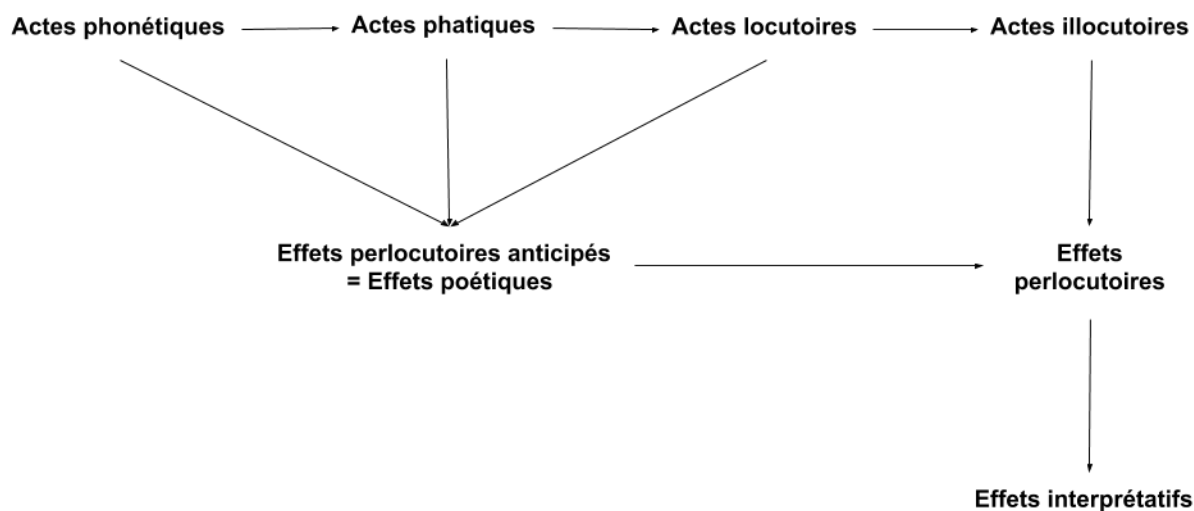 Actes phonétiques
Actes phatiques
Actes locutoires
Actes illocutoires
Effets perlocutoires anticipés
= Effets poétiques
Effets
perlocutoires
Effets interprétatifs